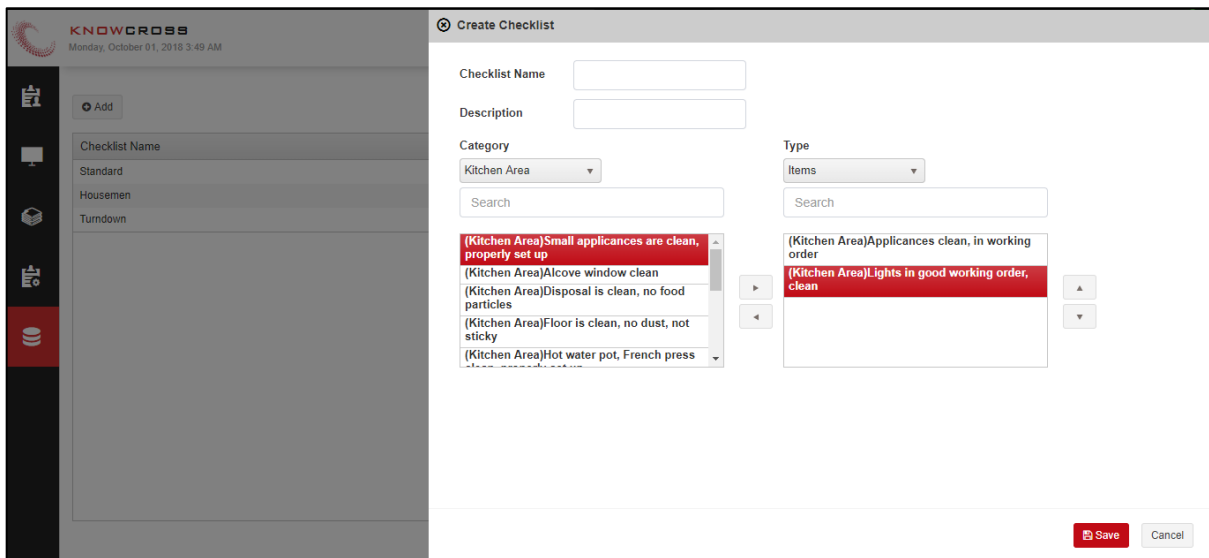 KNOWCROSS
Monday, October 01, 2018 3:49 AM
Add
Checklist Name
Standard
Housemen
Turndown
Create Checklist
Checklist Name
Description
Category
Type
Kitchen Area
Items
Search
Search
(Kitchen Area)Small applicances are clean,
properly set up
(Kitchen Area)Alcove window clean
(Kitchen Area)Disposal is clean, no food
particles
(Kitchen Area)Floor is clean, no dust, not
sticky
(Kitchen Area)Hot water pot, French press
clean, properly set up
(Kitchen Area)Applicances clean, in working
order
(Kitchen Area)Lights in good working order,
clean
Save
Cancel